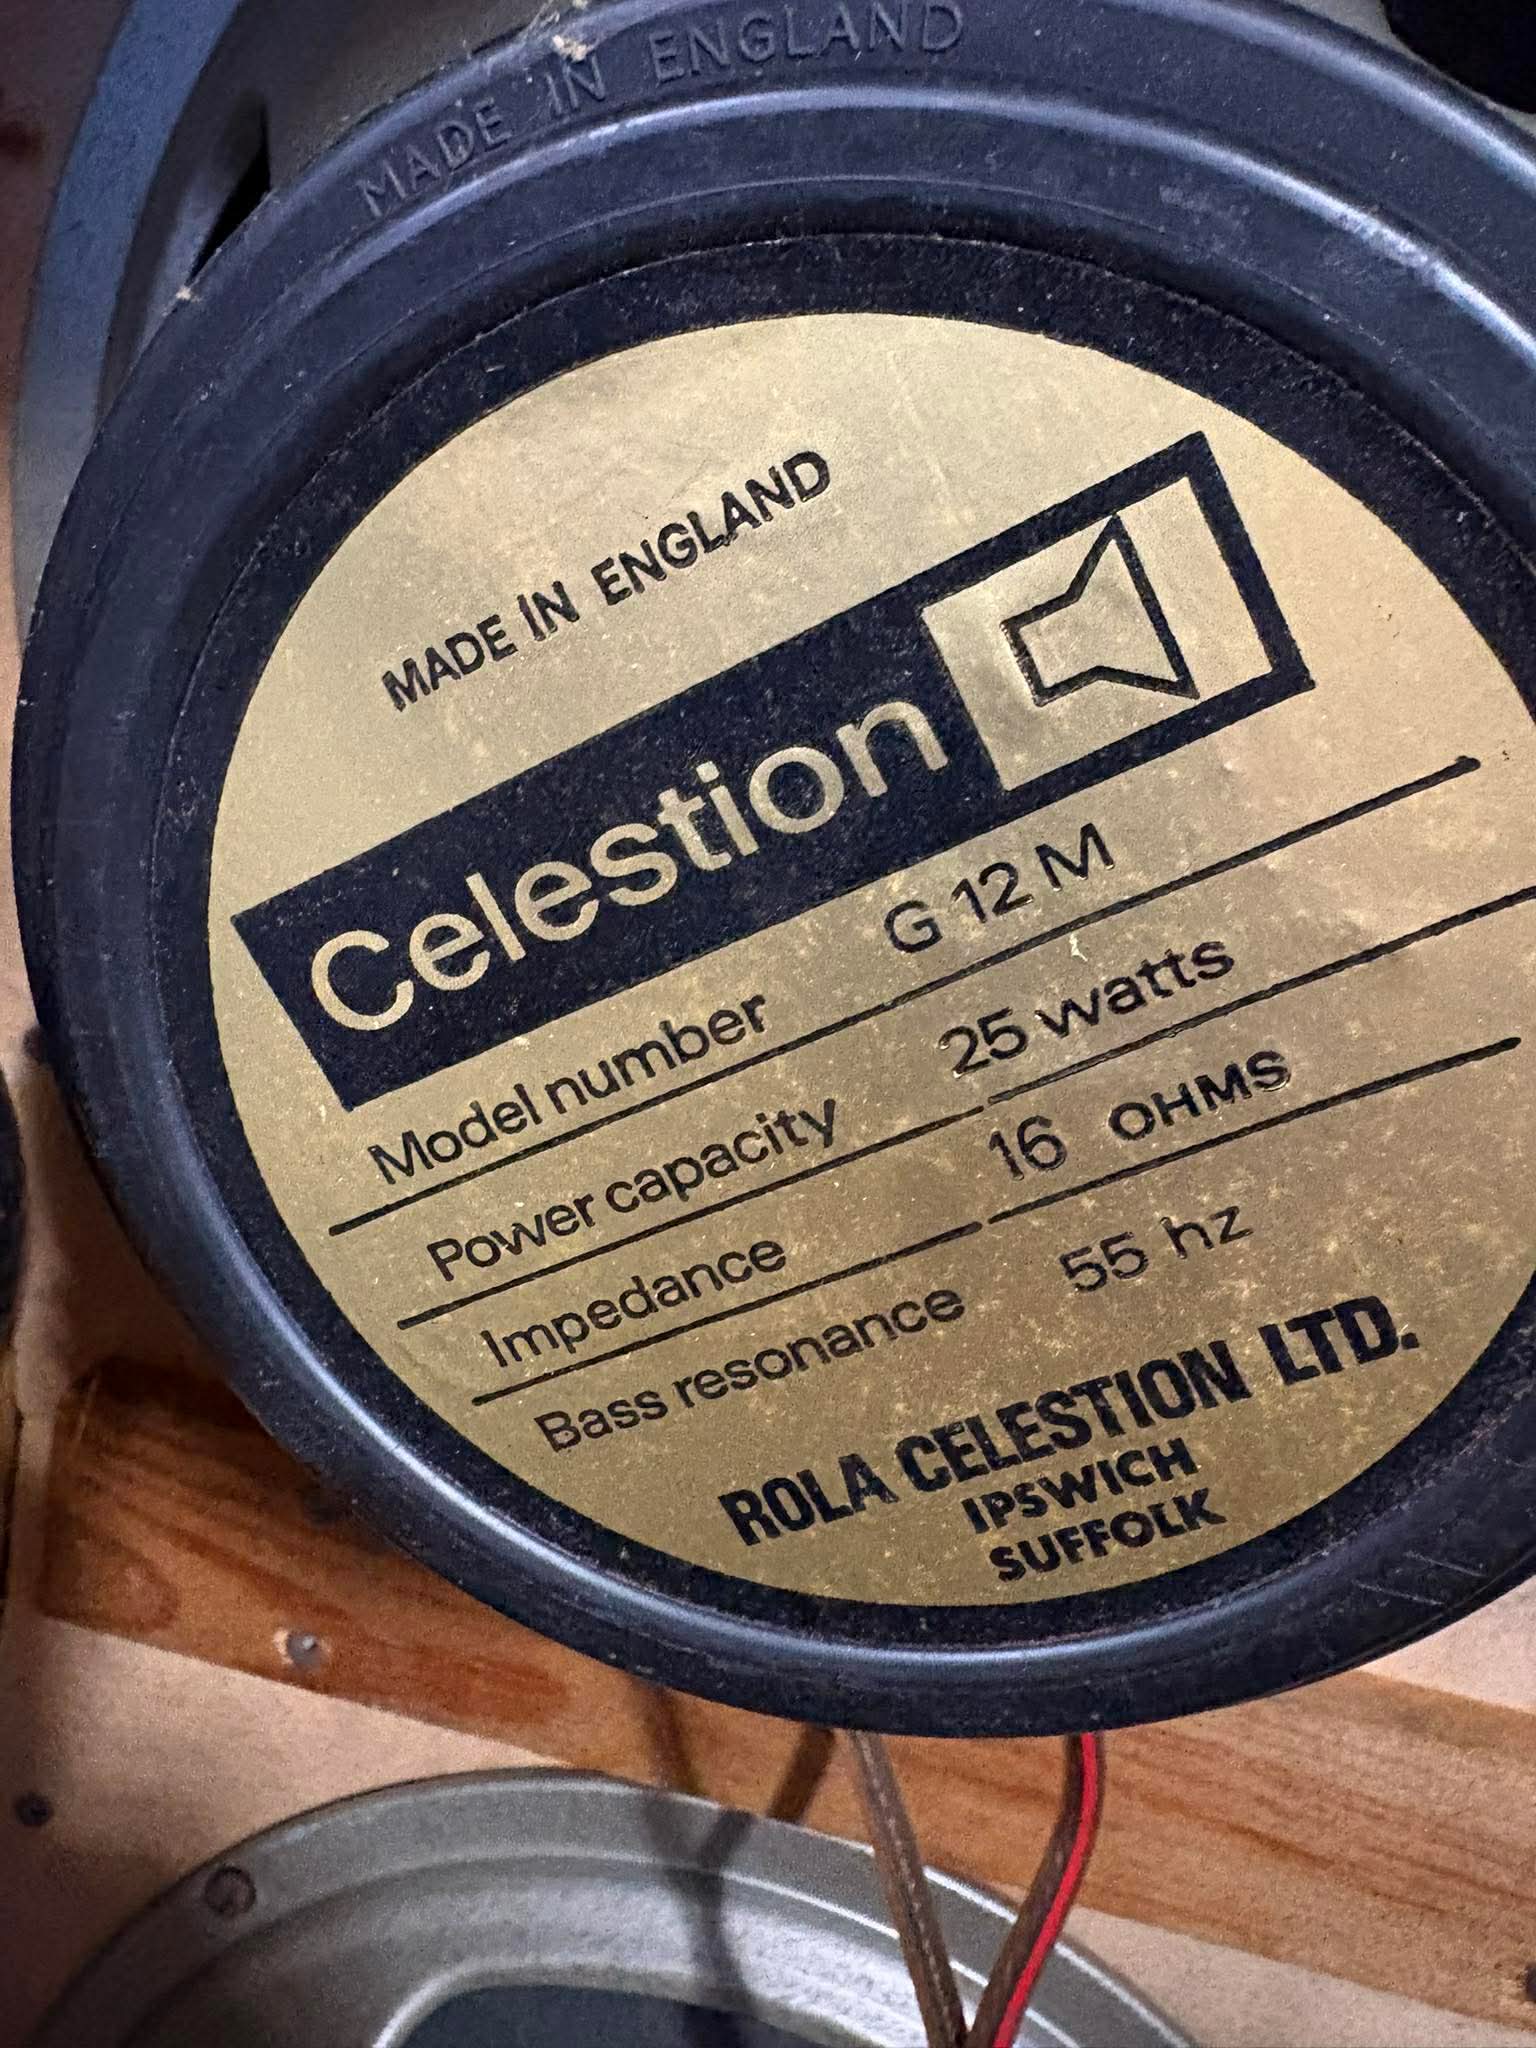 MADE IN ENGLAND
MADE IN ENGLAND
Celestion
Model number G 12 M
Power capacity 25 watts
Impedance 16 OHMS
Bass resonance 55 hz
ROLA CELESTION LTD.
IPSWICH
SUFFOLK